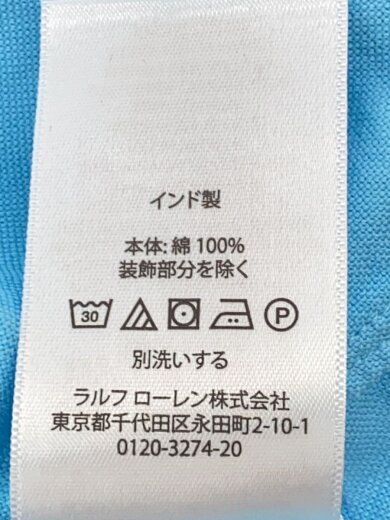 インド製
本体: 綿 100%
装飾部分を除く
30 P
別洗いする
ラルフ ローレン株式会社
東京都千代田区永田町2-10-1
0120-3274-20